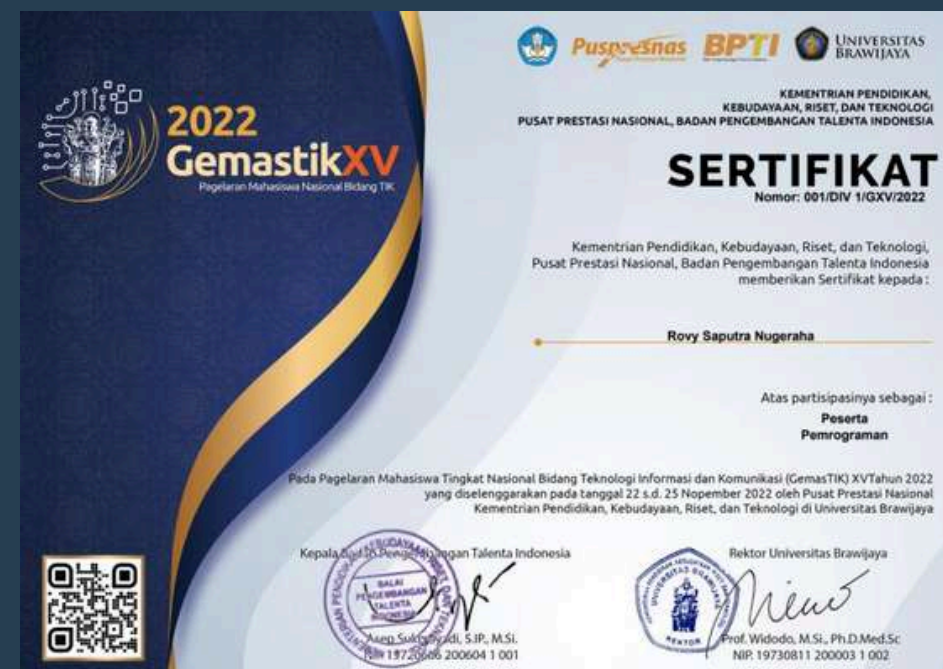 Puspresnas BPTI UNIVERSITAS BRAWIJAYA
KEMENTRIAN PENDIDIKAN,
KEBUDAYAAN, RISET, DAN TEKNOLOGI
PUSAT PRESTASI NASIONAL, BADAN PENGEMBANGAN TALENTA INDONESIA
2022
GemastikXV
Pagelaran Mahasiswa Nasional Bidang TIK
SERTIFIKAT
Nomor: 001/DIV 1/GXV/2022
Kementrian Pendidikan, Kebudayaan, Riset, dan Teknologi,
Pusat Prestasi Nasional, Badan Pengembangan Talenta Indonesia
memberikan Sertifikat kepada :
Rovy Saputra Nugeraha
Atas partisipasinya sebagai :
Peserta
Pemrograman
Pada Pagelaran Mahasiswa Tingkat Nasional Bidang Teknologi Informasi dan Komunikasi (GemasTIK) XVTahun 2022
yang diselenggarakan pada tanggal 22 s.d. 25 Nopember 2022 oleh Pusat Prestasi Nasional
Kementrian Pendidikan, Kebudayaan, Riset, dan Teknologi di Universitas Brawijaya
Kepala Badan Pengembangan Talenta Indonesia
BALAI
PENGEMBANGAN
TALENTA
INDONESIA
200604 1 001
Rektor Universitas Brawijaya
UNIVERSITAS BRAWIJAYA
REKTOR
Prof. Widodo, M.Si., Ph.D.Med.Sc
NIP. 19730811 200003 1 002